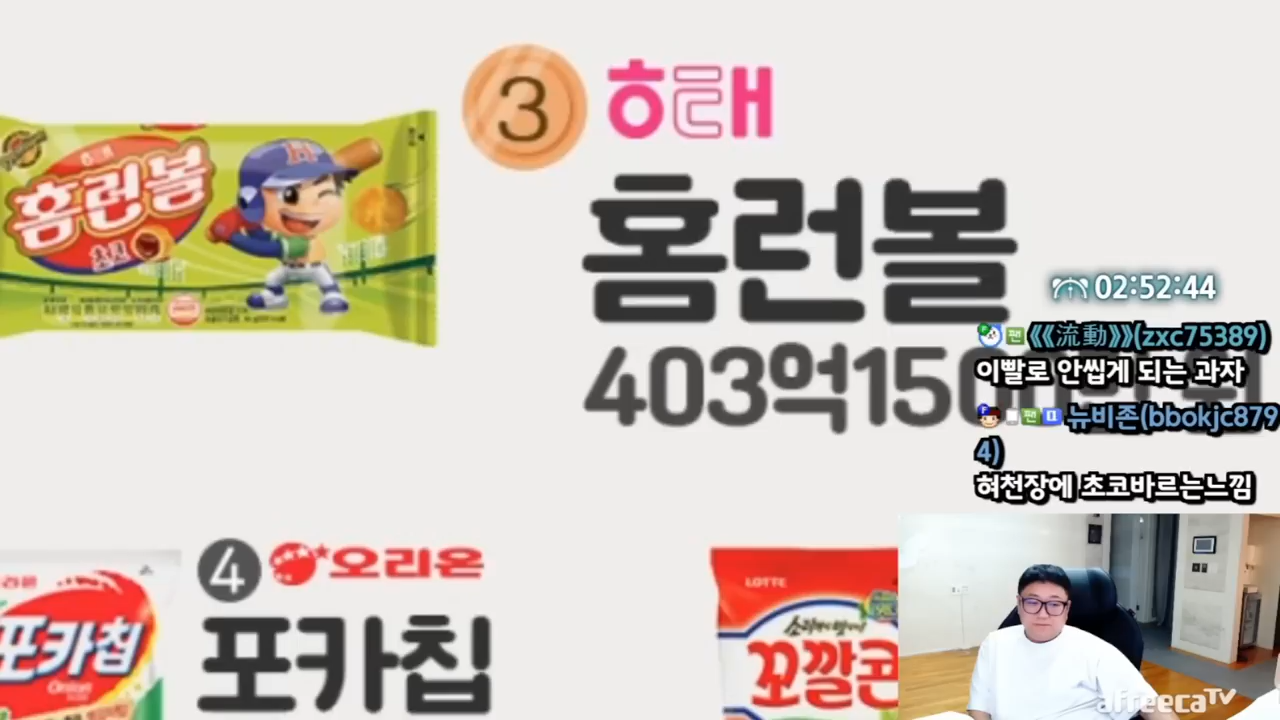 3 해태
홈런볼
403억150
홈런볼
초코
02:52:44
팬 《《流動》》(zxc75389)
이빨로 안씹게 되는 과자
팬 뉴비존(bbokjc879
4)
혀천장에 초코바르는느낌
4 오리온
포카칩
포카칩
Onion
LOTTE
꼬깔콘
afreecaTV